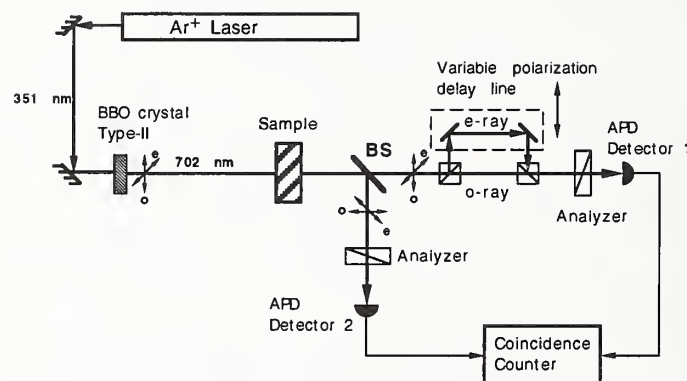 Ar+ Laser
Variable polarization
delay line
351 nm
BBO crystal
Type-II
e
702 nm
Sample
BS
e
o
o
e
e-ray
o-ray
o
APD
Detector 1
Analyzer
Analyzer
APD
Detector 2
Coincidence
Counter